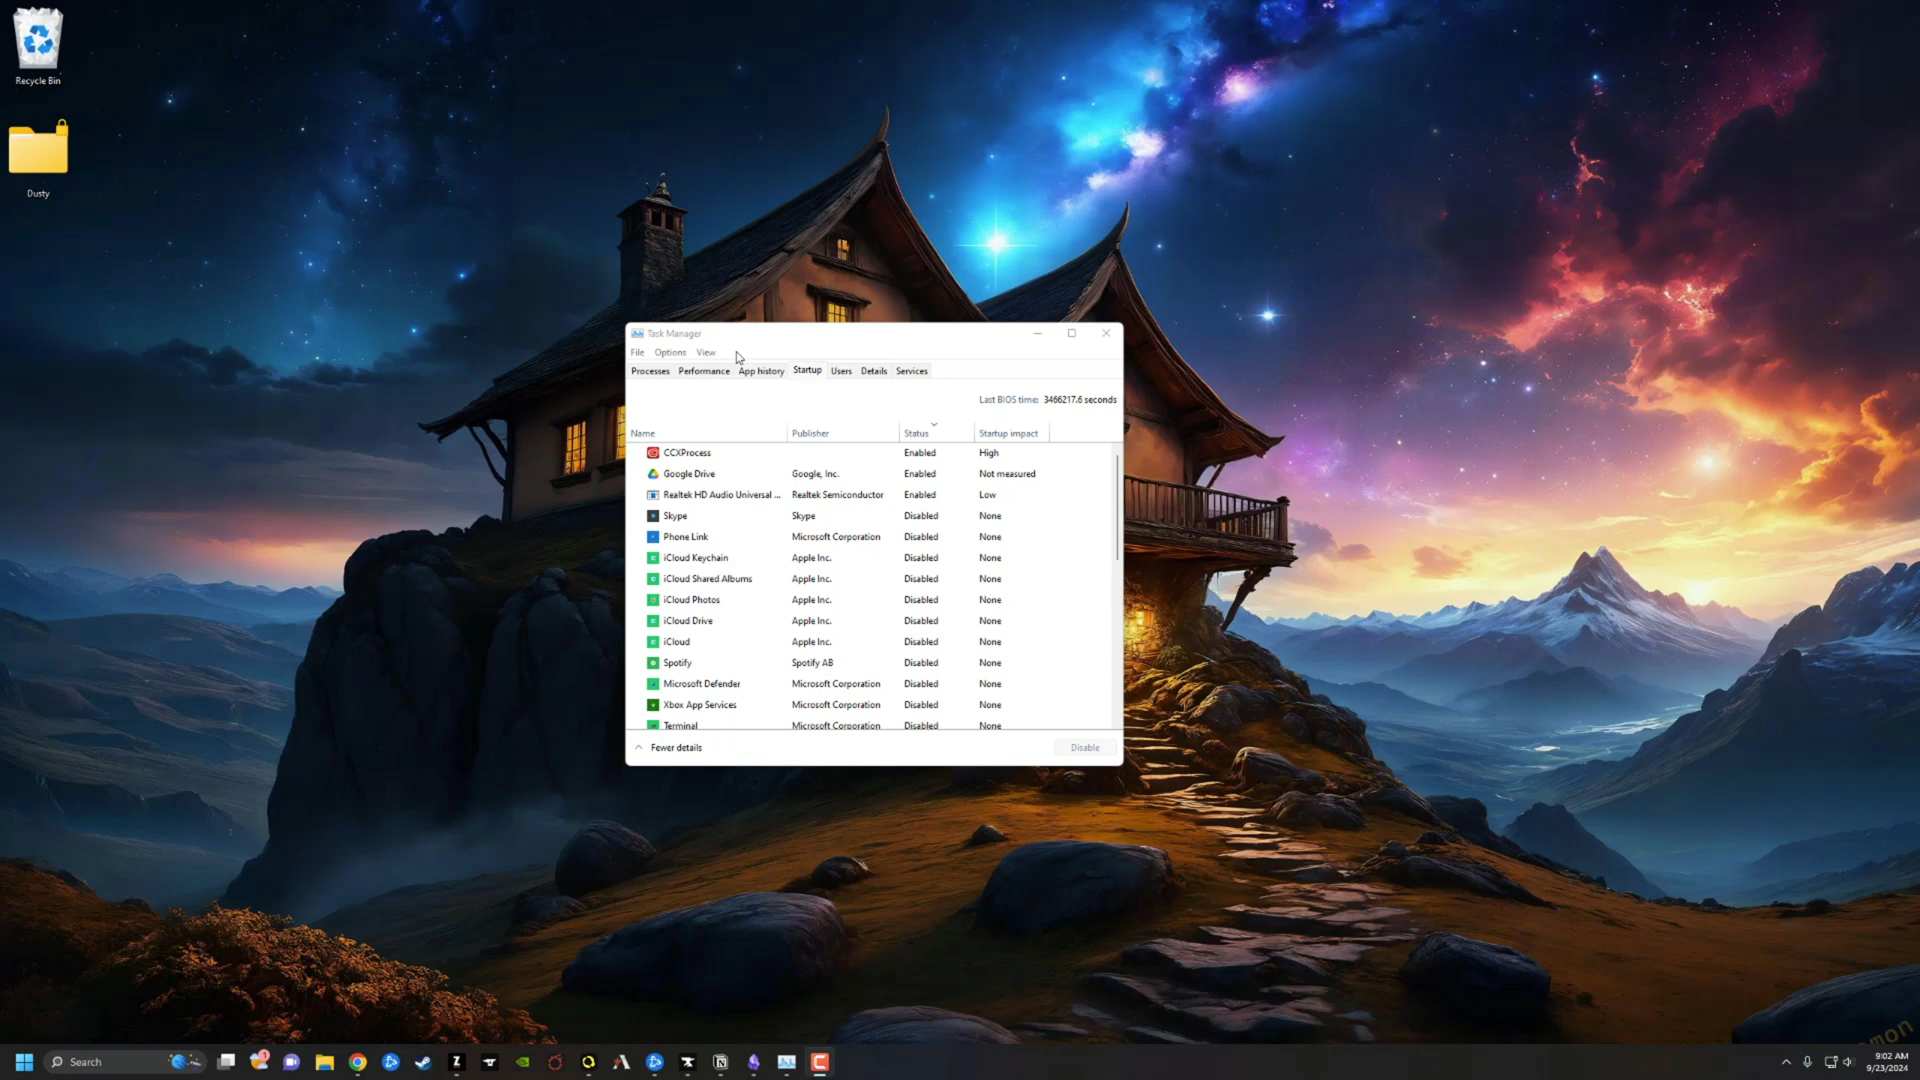 Recycle Bin
Dusty
Task Manager
File Options View
Processes Performance App history Startup Users Details Services
Last BIOS time: 3466217.6 seconds
Name Publisher Status Startup impact
CCXProcess Enabled High
Google Drive Google, Inc. Enabled Not measured
Realtek HD Audio Universal ... Realtek Semiconductor Enabled Low
Skype Skype Disabled None
Phone Link Microsoft Corporation Disabled None
iCloud Keychain Apple Inc. Disabled None
iCloud Shared Albums Apple Inc. Disabled None
iCloud Photos Apple Inc. Disabled None
iCloud Drive Apple Inc. Disabled None
iCloud Apple Inc. Disabled None
Spotify Spotify AB Disabled None
Microsoft Defender Microsoft Corporation Disabled None
Xbox App Services Microsoft Corporation Disabled None
Terminal Microsoft Corporation Disabled None
Fewer details Disable
Search
9:02 AM
9/23/2024